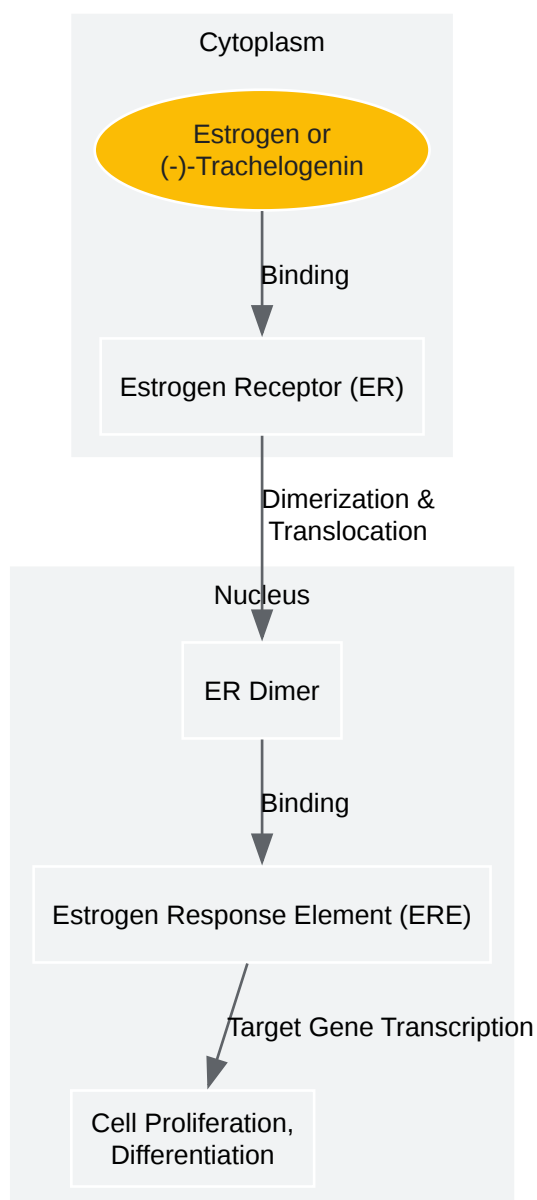 Cytoplasm
Estrogen or
(-)-Trachelogenin
Binding
Estrogen Receptor (ER)
Dimerization &
Translocation
Nucleus
ER Dimer
Binding
Estrogen Response Element (ERE)
Target Gene Transcription
Cell Proliferation,
Differentiation